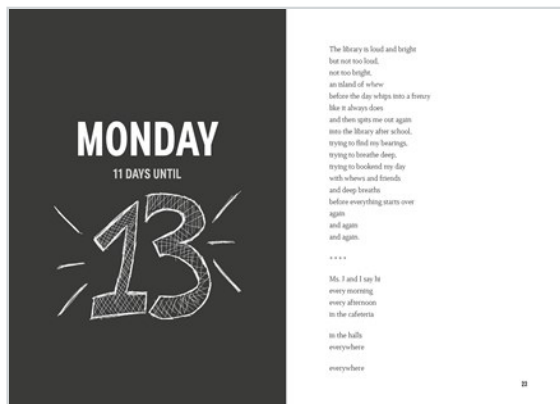 MONDAY
11 DAYS UNTIL
13
The library is loud and bright
but not too loud,
not too bright,
an island of whew
before the day whips into a frenzy
like it always does
and then spits me out again
into the library after school,
trying to find my bearings,
trying to breathe deep,
trying to bookend my day
with whews and friends
and deep breaths
before everything starts over
again
and again
and again.
****
Ms. J and I say hi
every morning
every afternoon
in the cafeteria
in the halls
everywhere
everywhere
23